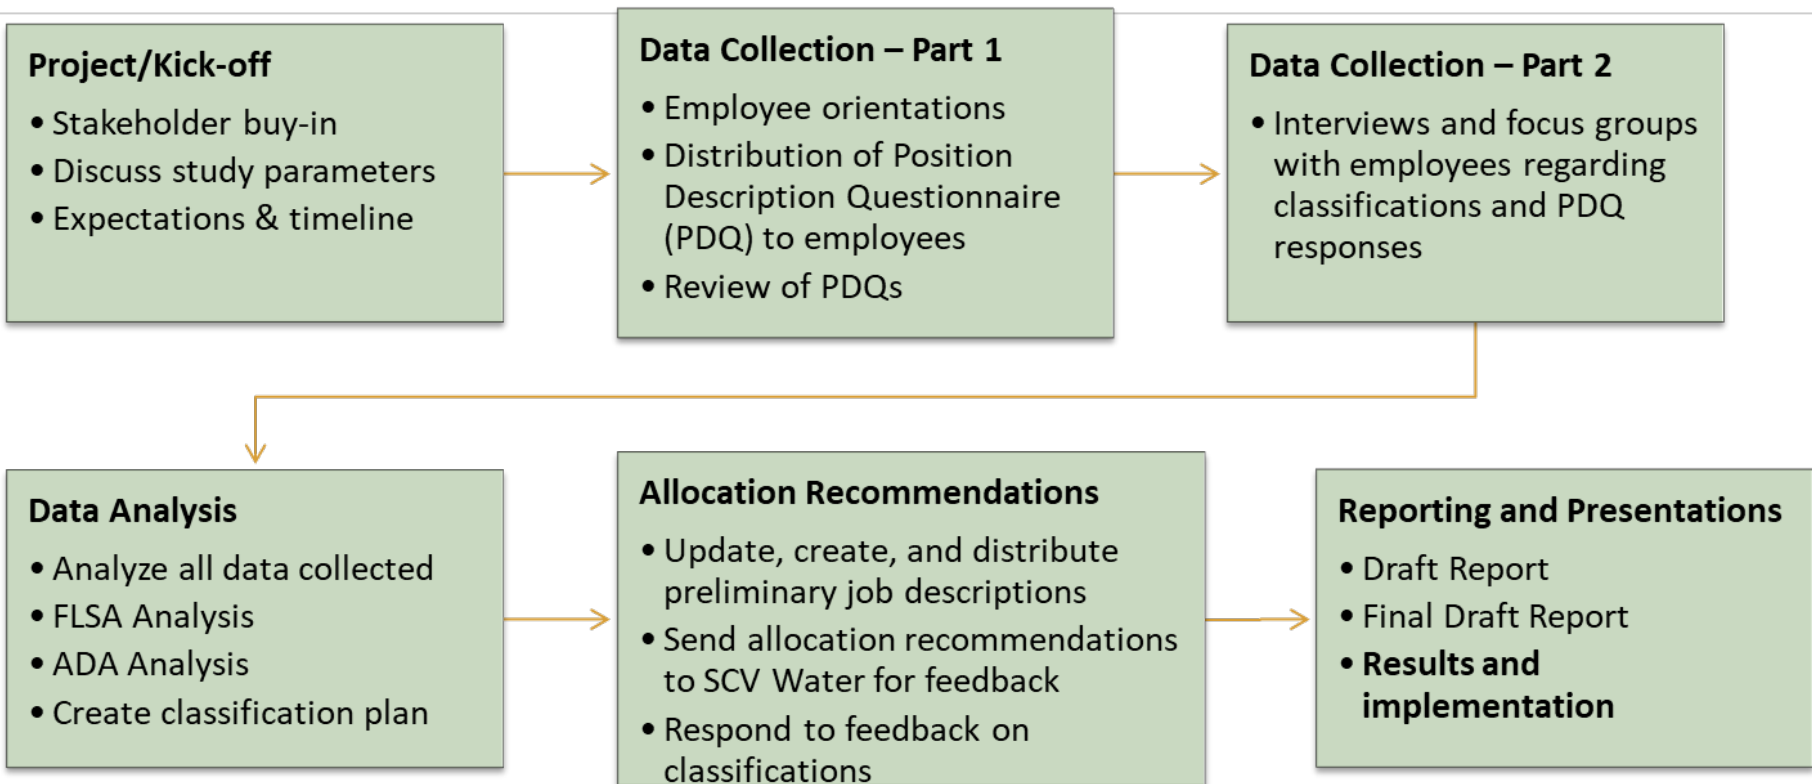 Project/Kick-off
• Stakeholder buy-in
• Discuss study parameters
• Expectations & timeline
Data Collection – Part 1
• Employee orientations
• Distribution of Position
Description Questionnaire
(PDQ) to employees
• Review of PDQs
Data Collection – Part 2
• Interviews and focus groups
with employees regarding
classifications and PDQ
responses
Data Analysis
• Analyze all data collected
• FLSA Analysis
• ADA Analysis
• Create classification plan
Allocation Recommendations
• Update, create, and distribute
preliminary job descriptions
• Send allocation recommendations
to SCV Water for feedback
• Respond to feedback on
classifications
Reporting and Presentations
• Draft Report
• Final Draft Report
• Results and
implementation